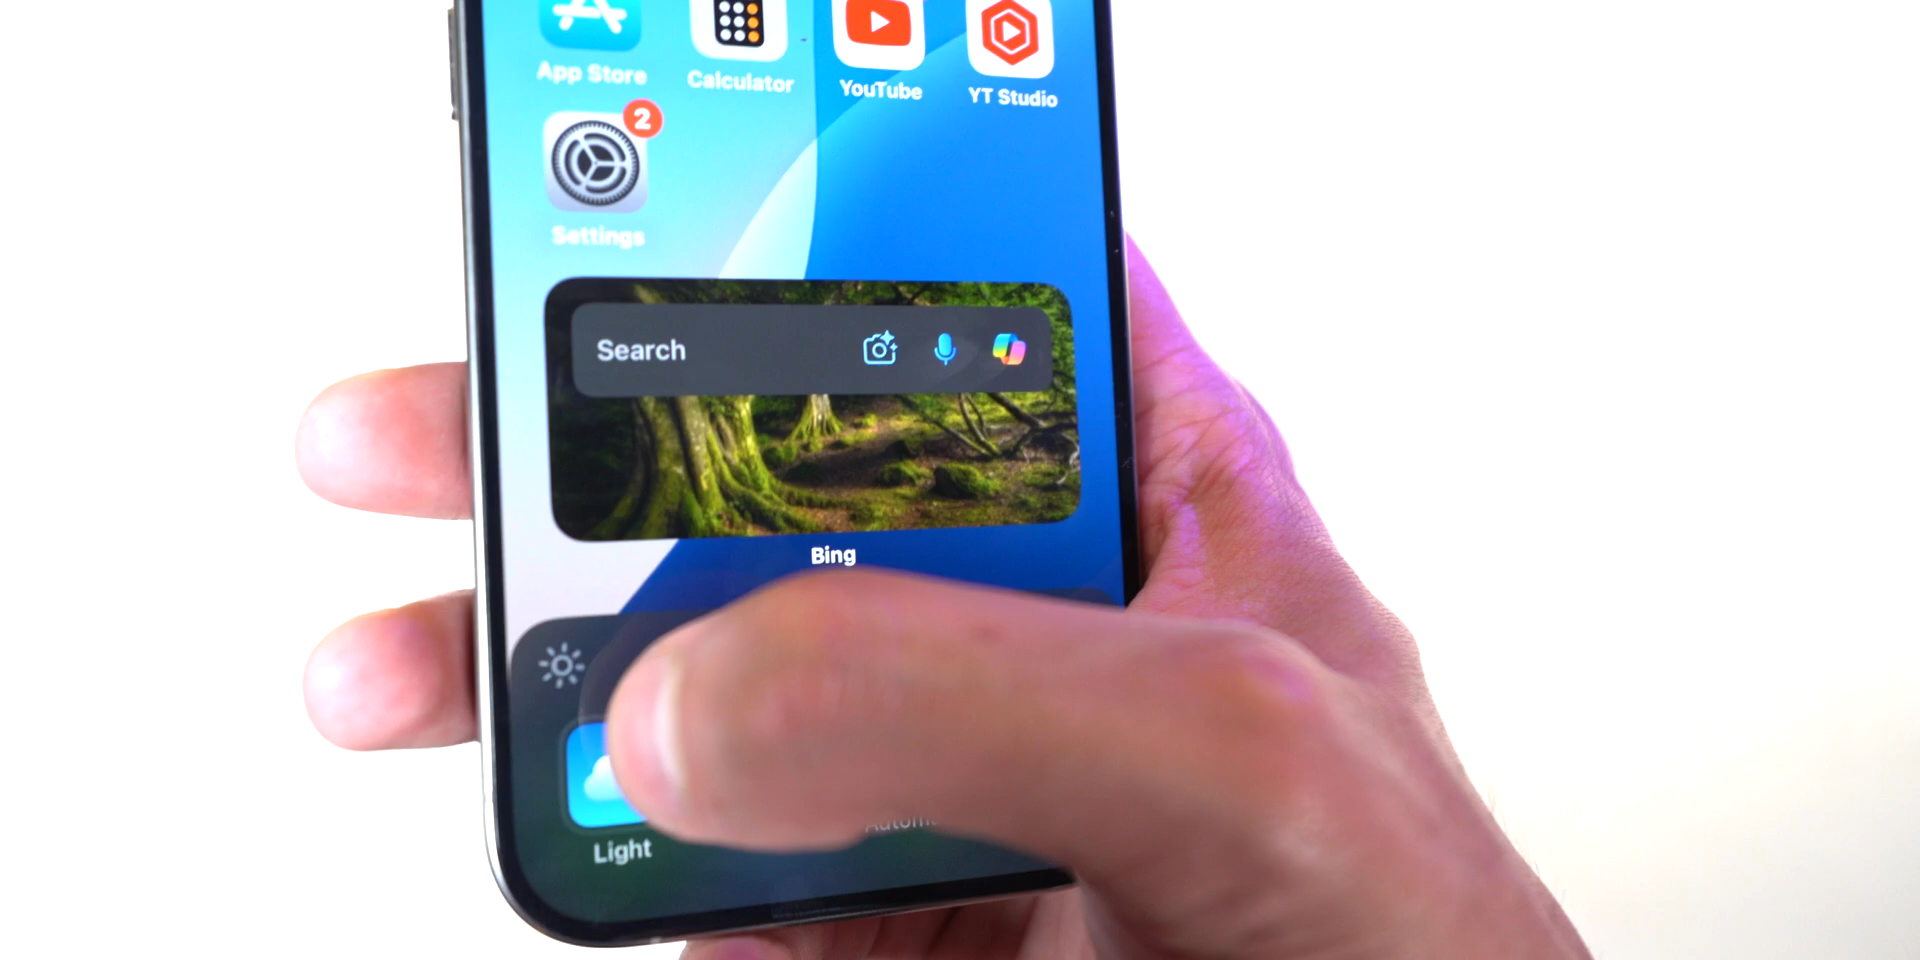 App Store
Calculator
YouTube
YT Studio
2
Settings
Search
Bing
Light